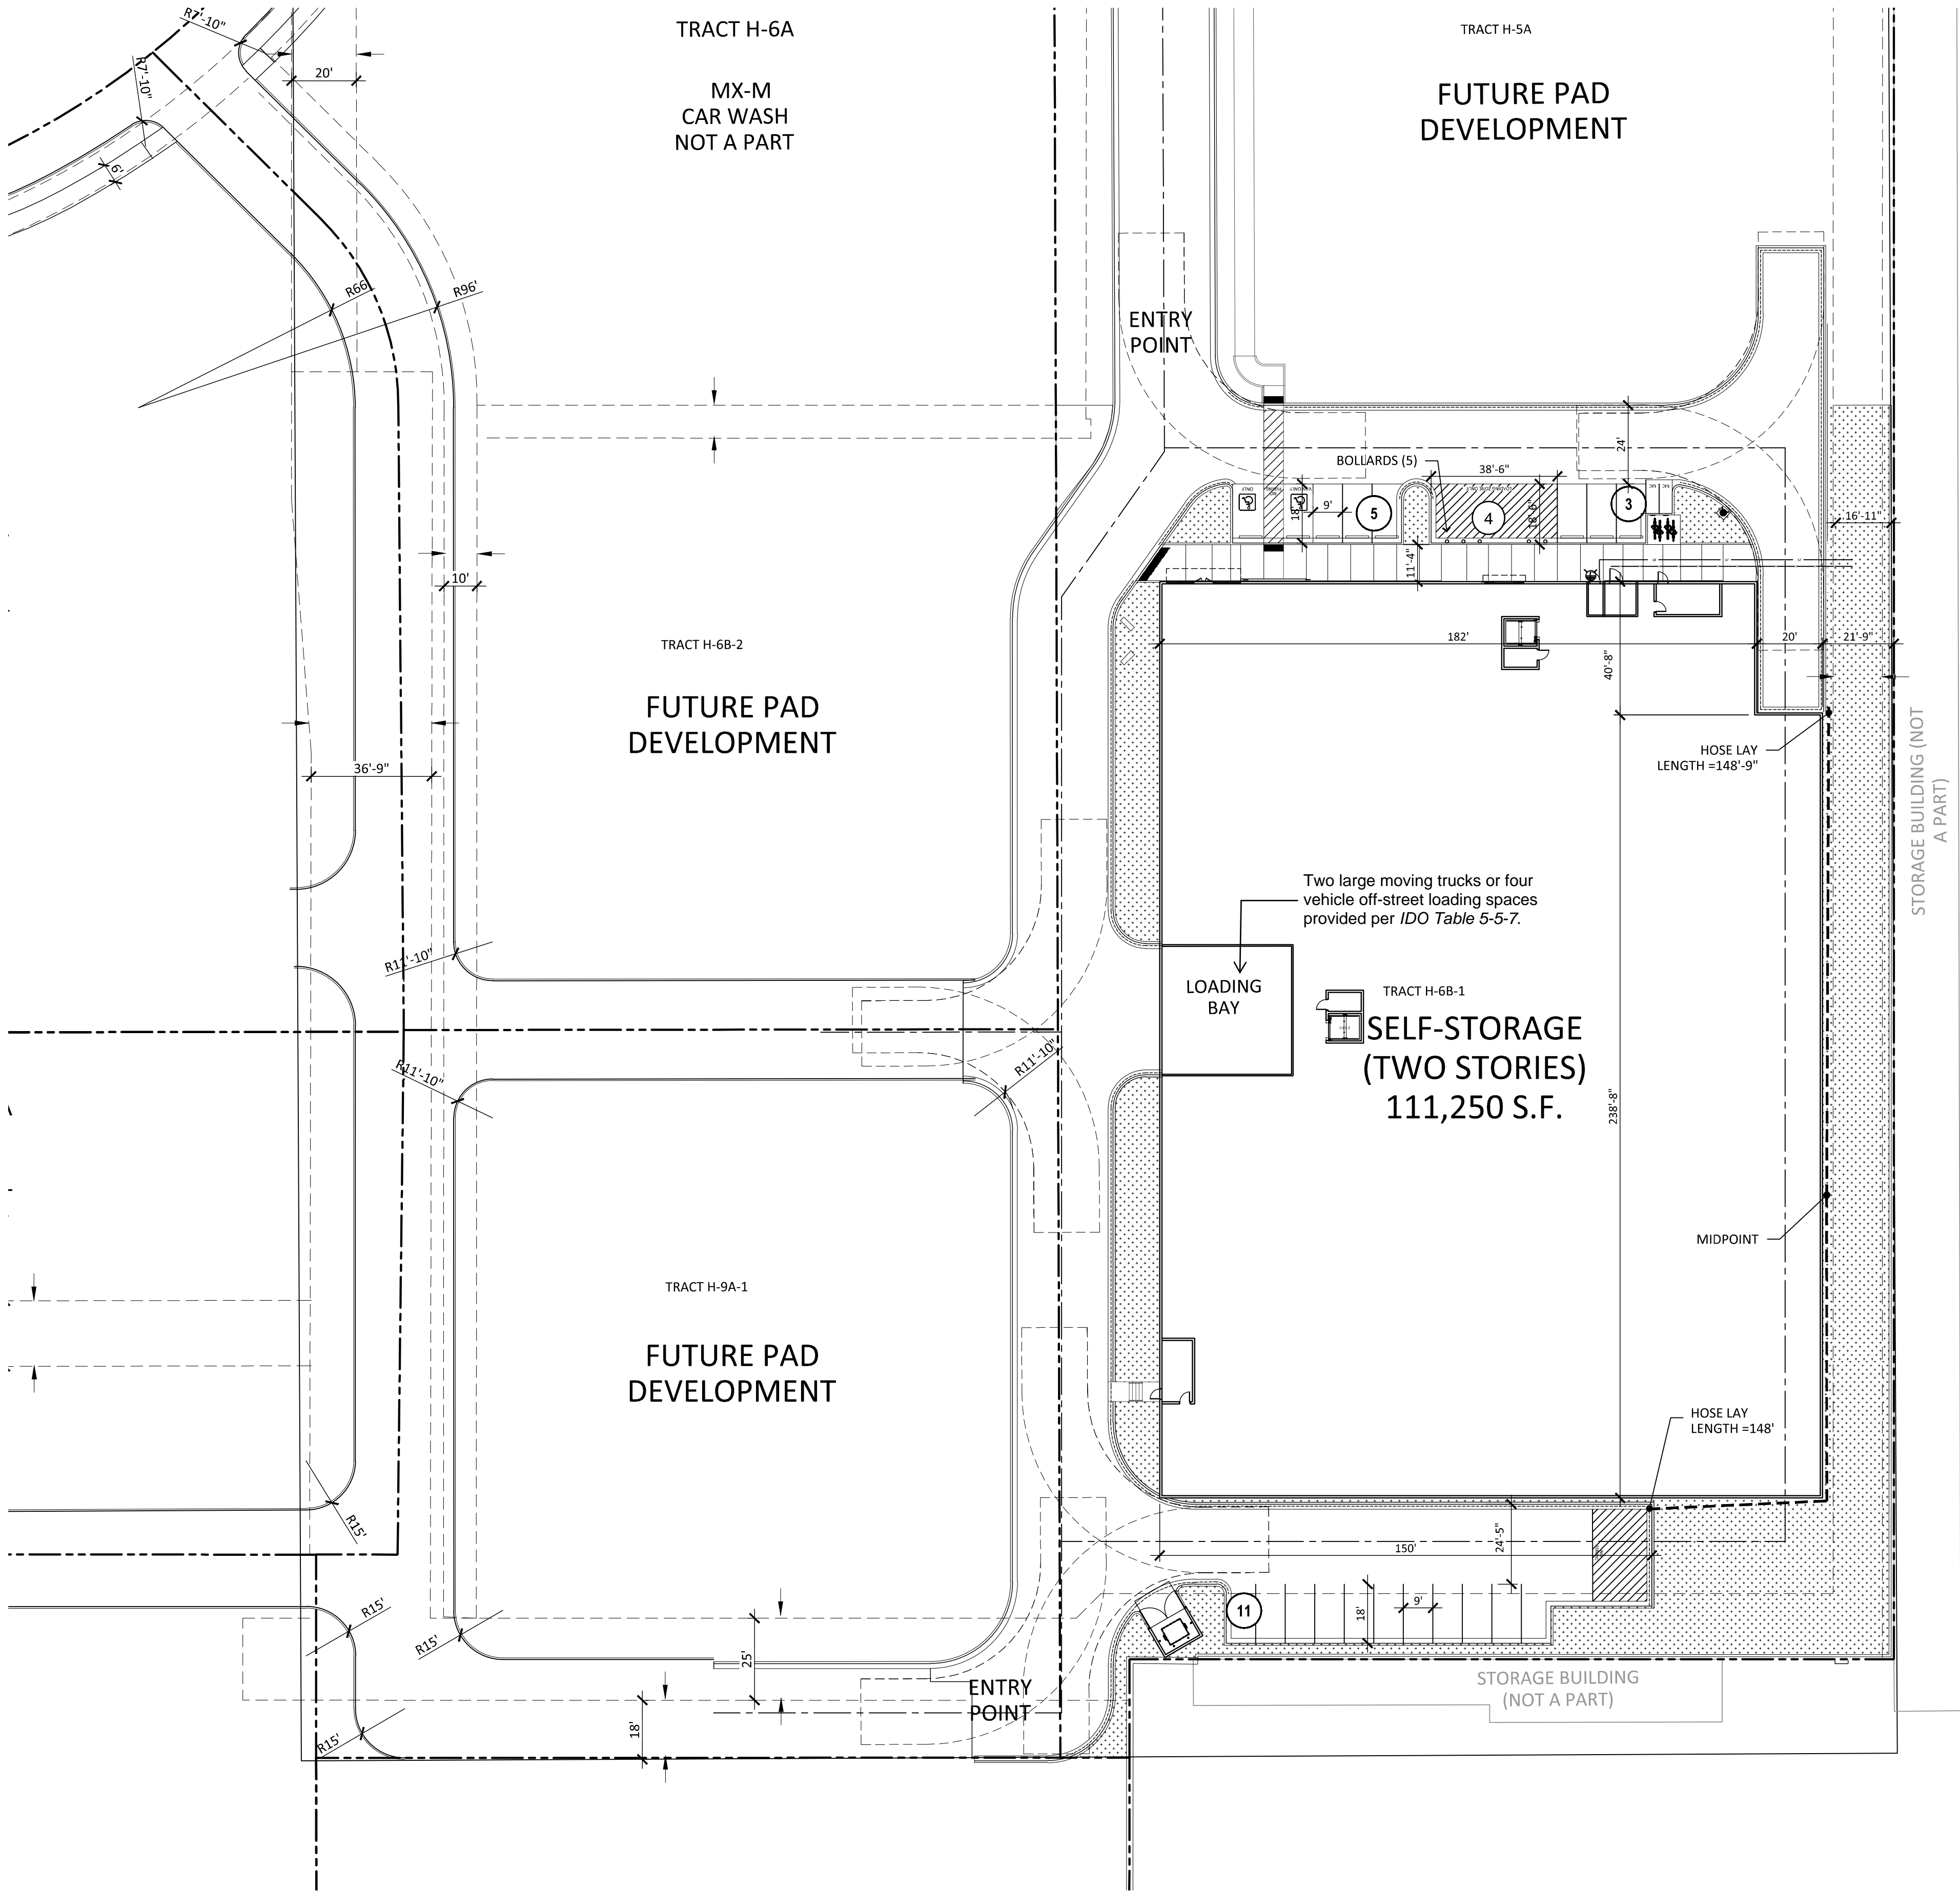 R7'-10"
R7'-10"
20'
6'
TRACT H-6A
MX-M
CAR WASH
NOT A PART
TRACT H-5A
FUTURE PAD
DEVELOPMENT
R66'
R96'
ENTRY
POINT
24'
BOLLARDS (5)
38'-6"
18'
9'
5
4
18'-6"
3
MC
MC
ONLY
16'-11"
11'-4"
10'
TRACT H-6B-2
FUTURE PAD
DEVELOPMENT
36'-9"
182'
20'
21'-9"
40'-8"
HOSE LAY
LENGTH =148'-9"
STORAGE BUILDING (NOT
A PART)
Two large moving trucks or four
vehicle off-street loading spaces
provided per IDO Table 5-5-7.
R11'-10"
LOADING
BAY
TRACT H-6B-1
SELF-STORAGE
(TWO STORIES)
111,250 S.F.
R11'-10"
R11'-10"
238'-8"
MIDPOINT
TRACT H-9A-1
FUTURE PAD
DEVELOPMENT
HOSE LAY
LENGTH =148'
R15'
150'
24'-5"
R15'
R15'
11
18'
9'
25'
ENTRY
POINT
STORAGE BUILDING
(NOT A PART)
18'
R15'